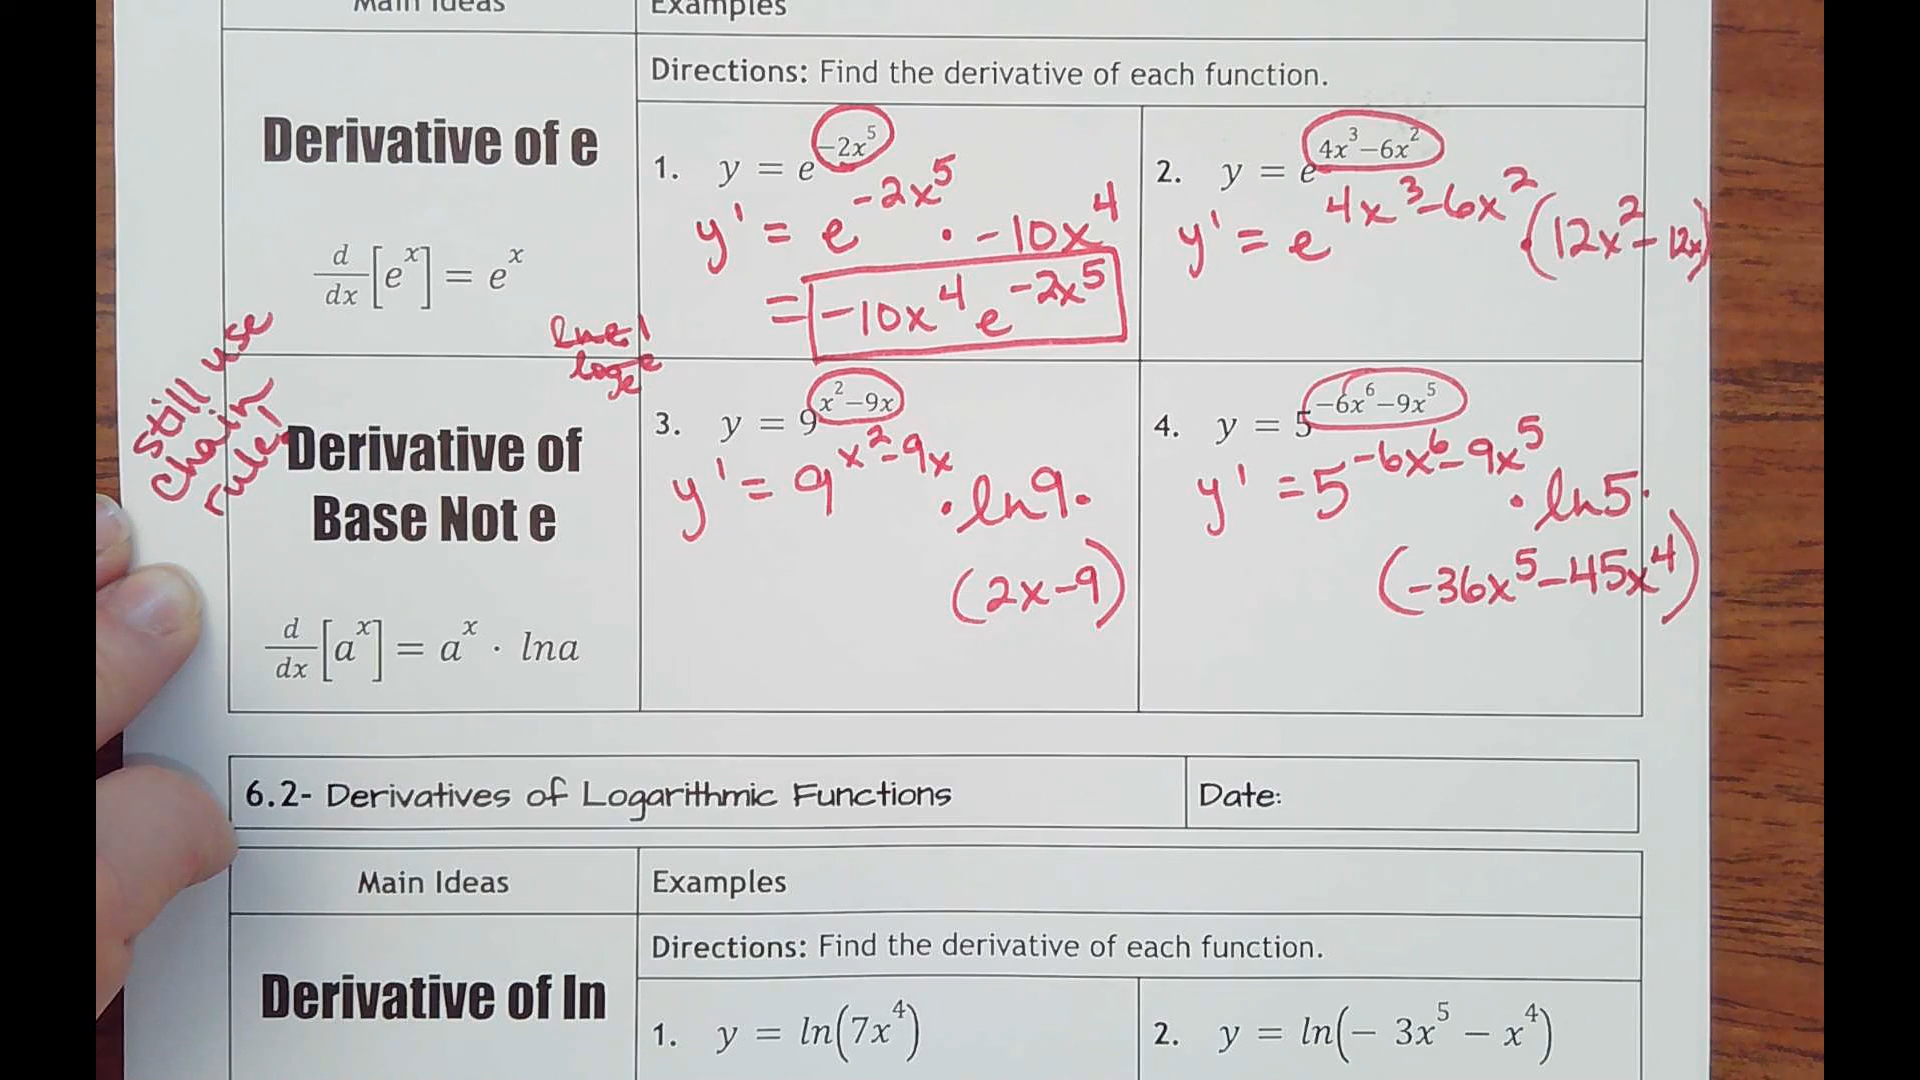 Main Ideas
Examples
Directions: Find the derivative of each function.
Derivative of e
d/dx [e^x] = e^x
1. y = e^(-2x^5)
y' = e^(-2x^5) · -10x^4
= -10x^4 e^(-2x^5)
2. y = e^(4x^3-6x^2)
y' = e^(4x^3-6x^2) · (12x^2-12x)
still use
chain
rule!
lne 1
log_e e
Derivative of
Base Not e
d/dx [a^x] = a^x · lna
3. y = 9^(x^2-9x)
y' = 9^(x^2-9x) · ln9 ·
(2x-9)
4. y = 5^(-6x^6-9x^5)
y' = 5^(-6x^6-9x^5) · ln5 ·
(-36x^5-45x^4)
6.2- Derivatives of Logarithmic Functions
Date:
Main Ideas
Examples
Directions: Find the derivative of each function.
Derivative of ln
1. y = ln(7x^4)
2. y = ln(- 3x^5 - x^4)